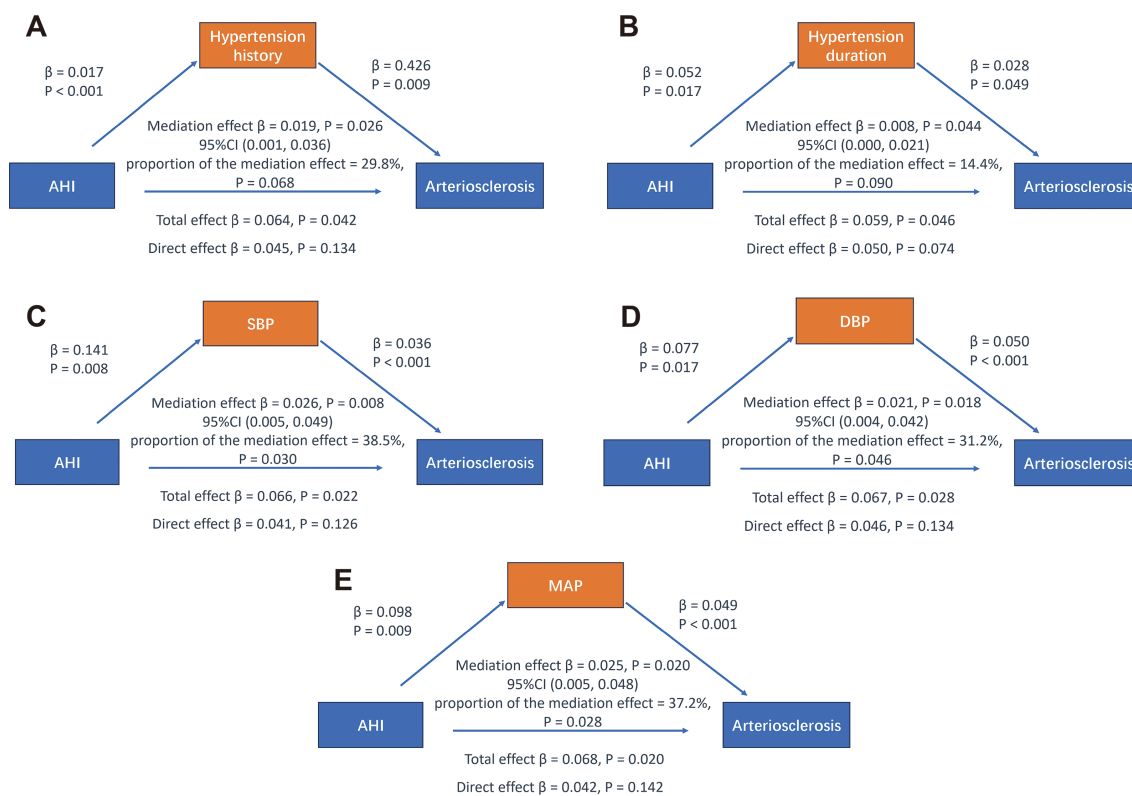 A
Hypertension
history
β = 0.017
P < 0.001
β = 0.426
P = 0.009
Mediation effect β = 0.019, P = 0.026
95%CI (0.001, 0.036)
proportion of the mediation effect = 29.8%,
P = 0.068
AHI
Arteriosclerosis
Total effect β = 0.064, P = 0.042
Direct effect β = 0.045, P = 0.134
B
Hypertension
duration
β = 0.052
P = 0.017
β = 0.028
P = 0.049
Mediation effect β = 0.008, P = 0.044
95%CI (0.000, 0.021)
proportion of the mediation effect = 14.4%,
P = 0.090
AHI
Arteriosclerosis
Total effect β = 0.059, P = 0.046
Direct effect β = 0.050, P = 0.074
C
SBP
β = 0.141
P = 0.008
β = 0.036
P < 0.001
Mediation effect β = 0.026, P = 0.008
95%CI (0.005, 0.049)
proportion of the mediation effect = 38.5%,
P = 0.030
AHI
Arteriosclerosis
Total effect β = 0.066, P = 0.022
Direct effect β = 0.041, P = 0.126
D
DBP
β = 0.077
P = 0.017
β = 0.050
P < 0.001
Mediation effect β = 0.021, P = 0.018
95%CI (0.004, 0.042)
proportion of the mediation effect = 31.2%,
P = 0.046
AHI
Arteriosclerosis
Total effect β = 0.067, P = 0.028
Direct effect β = 0.046, P = 0.134
E
MAP
β = 0.098
P = 0.009
β = 0.049
P < 0.001
Mediation effect β = 0.025, P = 0.020
95%CI (0.005, 0.048)
proportion of the mediation effect = 37.2%,
P = 0.028
AHI
Arteriosclerosis
Total effect β = 0.068, P = 0.020
Direct effect β = 0.042, P = 0.142